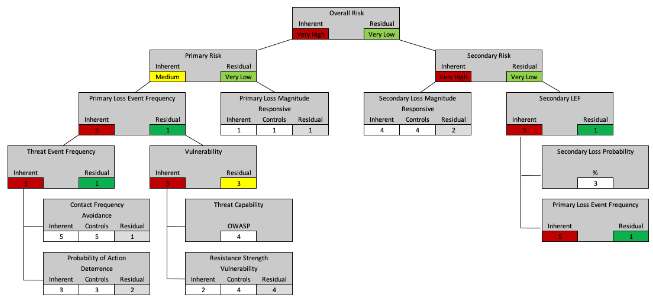 Overall Risk
Inherent Residual
Very High Very Low
Primary Risk
Inherent Residual
Medium Very Low
Secondary Risk
Inherent Residual
Very High Very Low
Primary Loss Event Frequency
Inherent Residual
5 1
Primary Loss Magnitude
Responsive
Inherent Controls Residual
1 1 1
Secondary Loss Magnitude
Responsive
Inherent Controls Residual
4 4 2
Secondary LEF
Inherent Residual
1
Threat Event Frequency
Inherent Residual
1
Vulnerability
Inherent Residual
3
Secondary Loss Probability
%
3
Contact Frequency
Avoidance
Inherent Controls Residual
5 5 1
Threat Capability
OWASP
4
Primary Loss Event Frequency
Inherent Residual
5 1
Probability of Action
Deterrence
Inherent Controls Residual
3 3 2
Resistance Strength
Vulnerability
Inherent Controls Residual
2 4 4